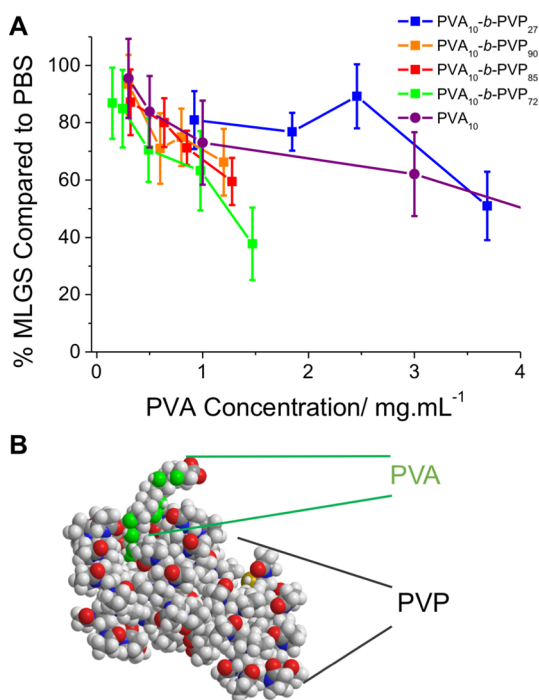 A
PVA10-b-PVP27
PVA10-b-PVP90
PVA10-b-PVP85
PVA10-b-PVP72
PVA10
% MLGS Compared to PBS
100
80
60
40
20
0
0 1 2 3 4
PVA Concentration/ mg.mL-1
B
PVA
PVP